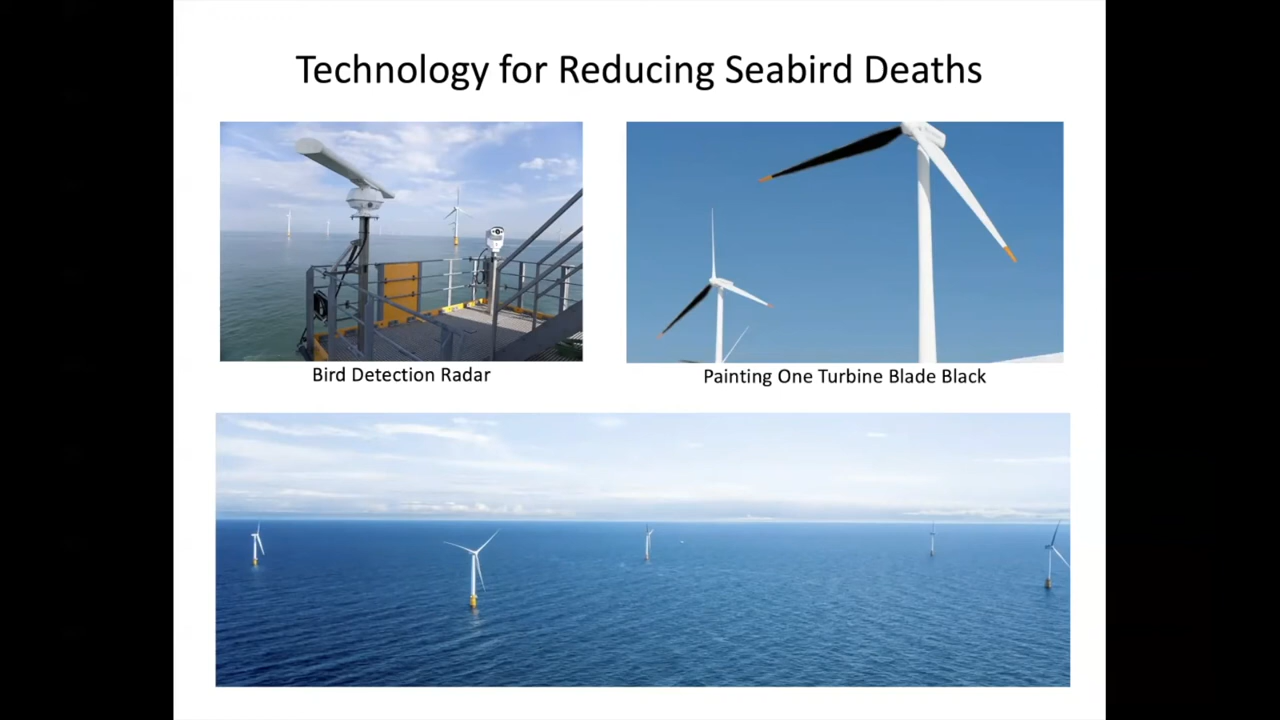 Technology for Reducing Seabird Deaths
Bird Detection Radar
Painting One Turbine Blade Black